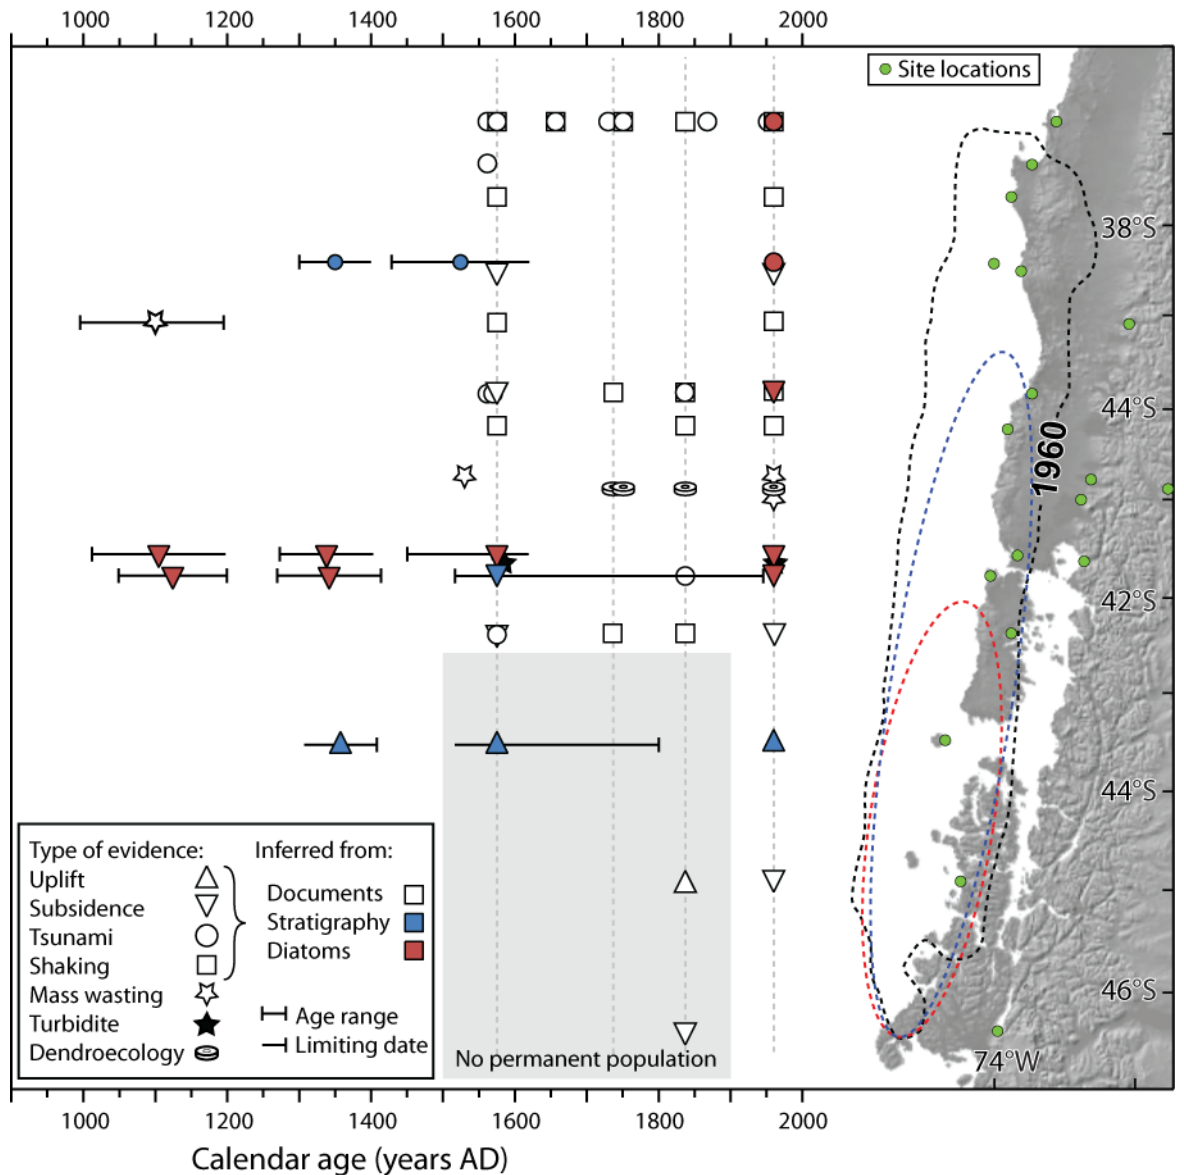 1000 1200 1400 1600 1800 2000
Site locations
38°S
44°S
1960
42°S
44°S
46°S
74°W
No permanent population
Type of evidence:
Uplift
Subsidence
Tsunami
Shaking
Mass wasting
Turbidite
Dendroecology
Inferred from:
Documents
Stratigraphy
Diatoms
Age range
Limiting date
1000 1200 1400 1600 1800 2000
Calendar age (years AD)